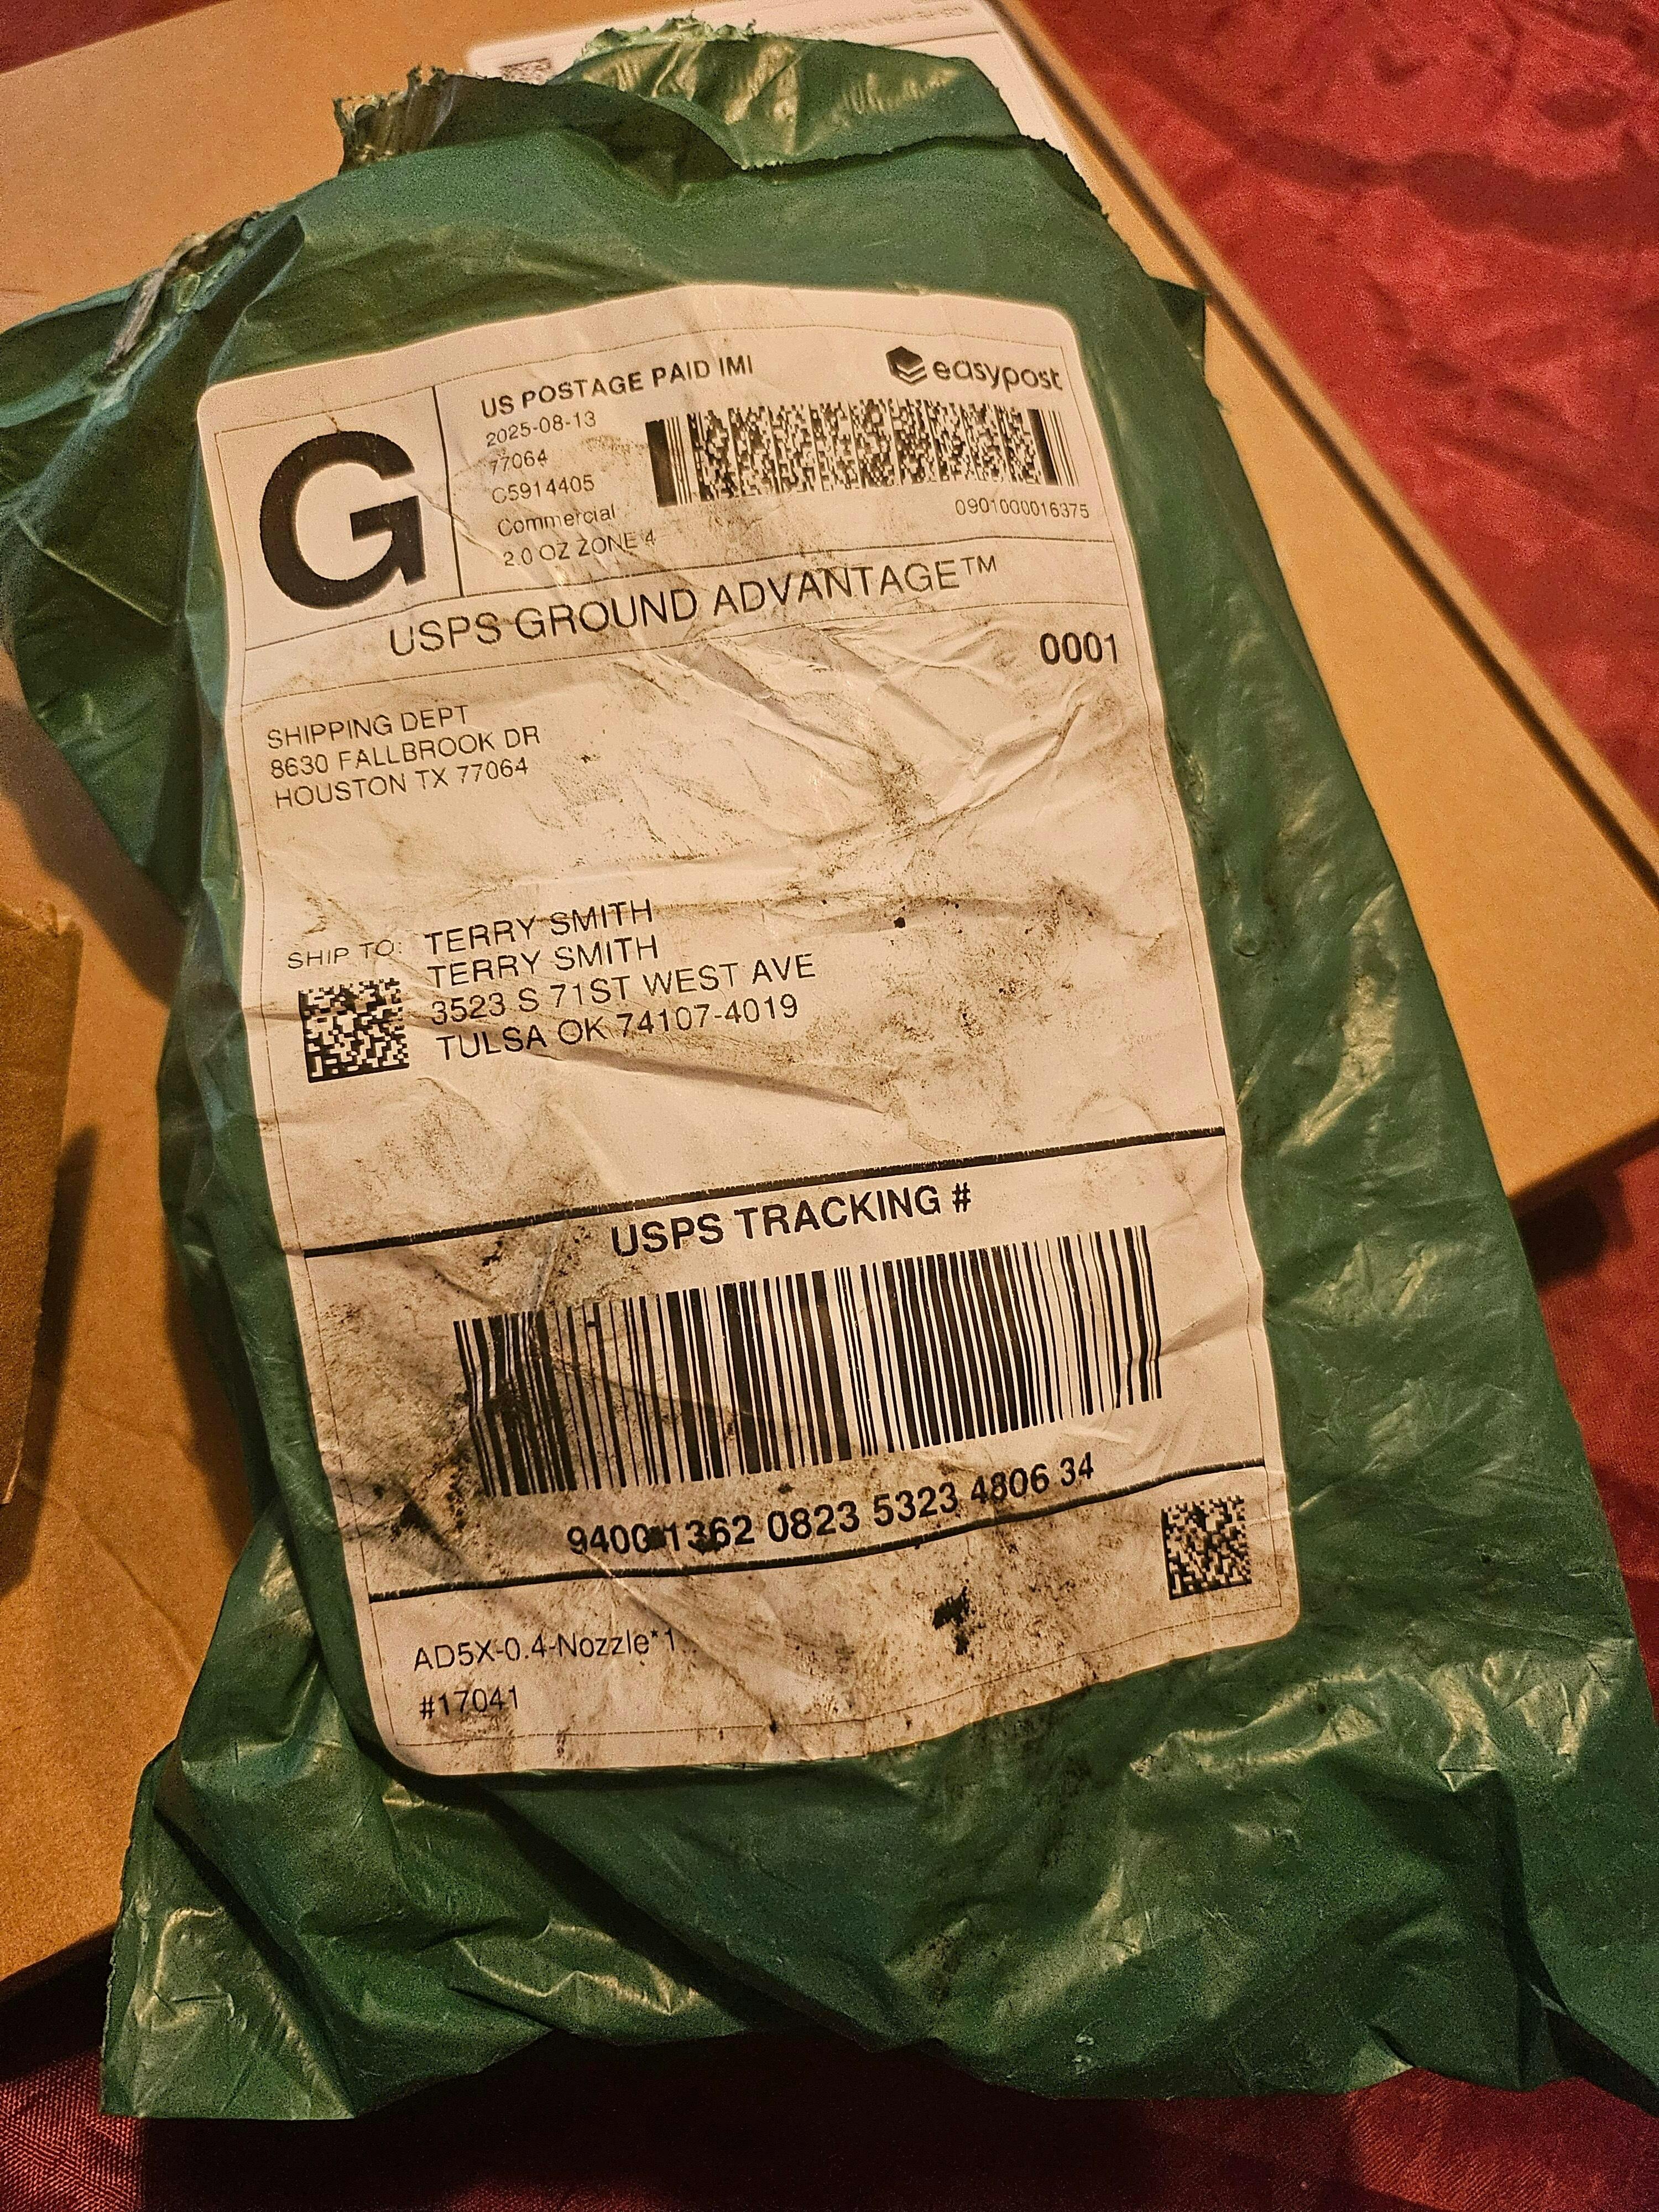 US POSTAGE PAID IMI
easypost
2025-08-13
77064
C5914405
Commercial
2.0 OZ ZONE 4
0901000016375
G
USPS GROUND ADVANTAGE™
0001
SHIPPING DEPT
8630 FALLBROOK DR
HOUSTON TX 77064
SHIP TO: TERRY SMITH
TERRY SMITH
3523 S 71ST WEST AVE
TULSA OK 74107-4019
USPS TRACKING #
9400 1362 0823 5323 4806 34
AD5X-0.4-Nozzle*1
#17041